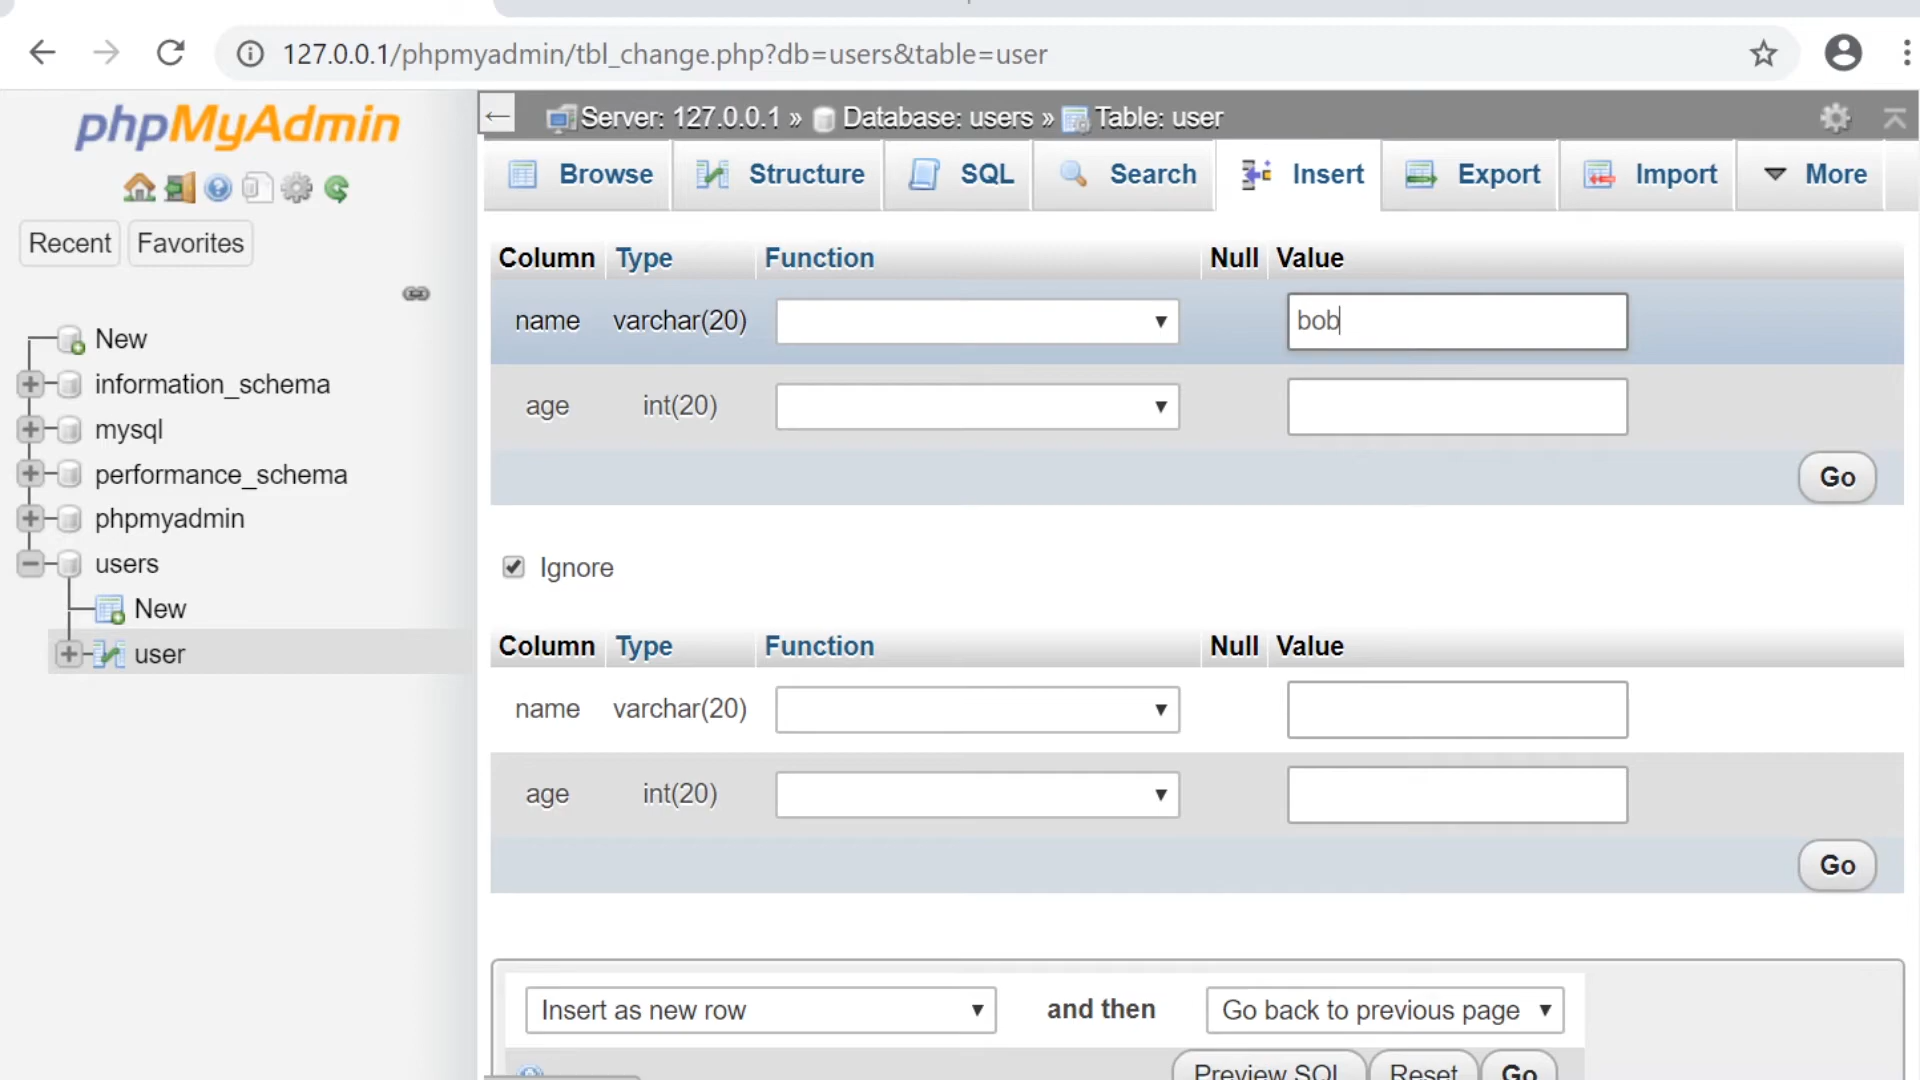 127.0.0.1/phpmyadmin/tbl_change.php?db=users&table=user
phpMyAdmin
Recent Favorites
New
information_schema
mysql
performance_schema
phpmyadmin
users
New
user
Server: 127.0.0.1 » Database: users » Table: user
Browse Structure SQL Search Insert Export Import More
Column Type Function Null Value
name varchar(20) bob
age int(20)
Go
Ignore
Column Type Function Null Value
name varchar(20)
age int(20)
Go
Insert as new row and then Go back to previous page
Preview SQL Reset Go